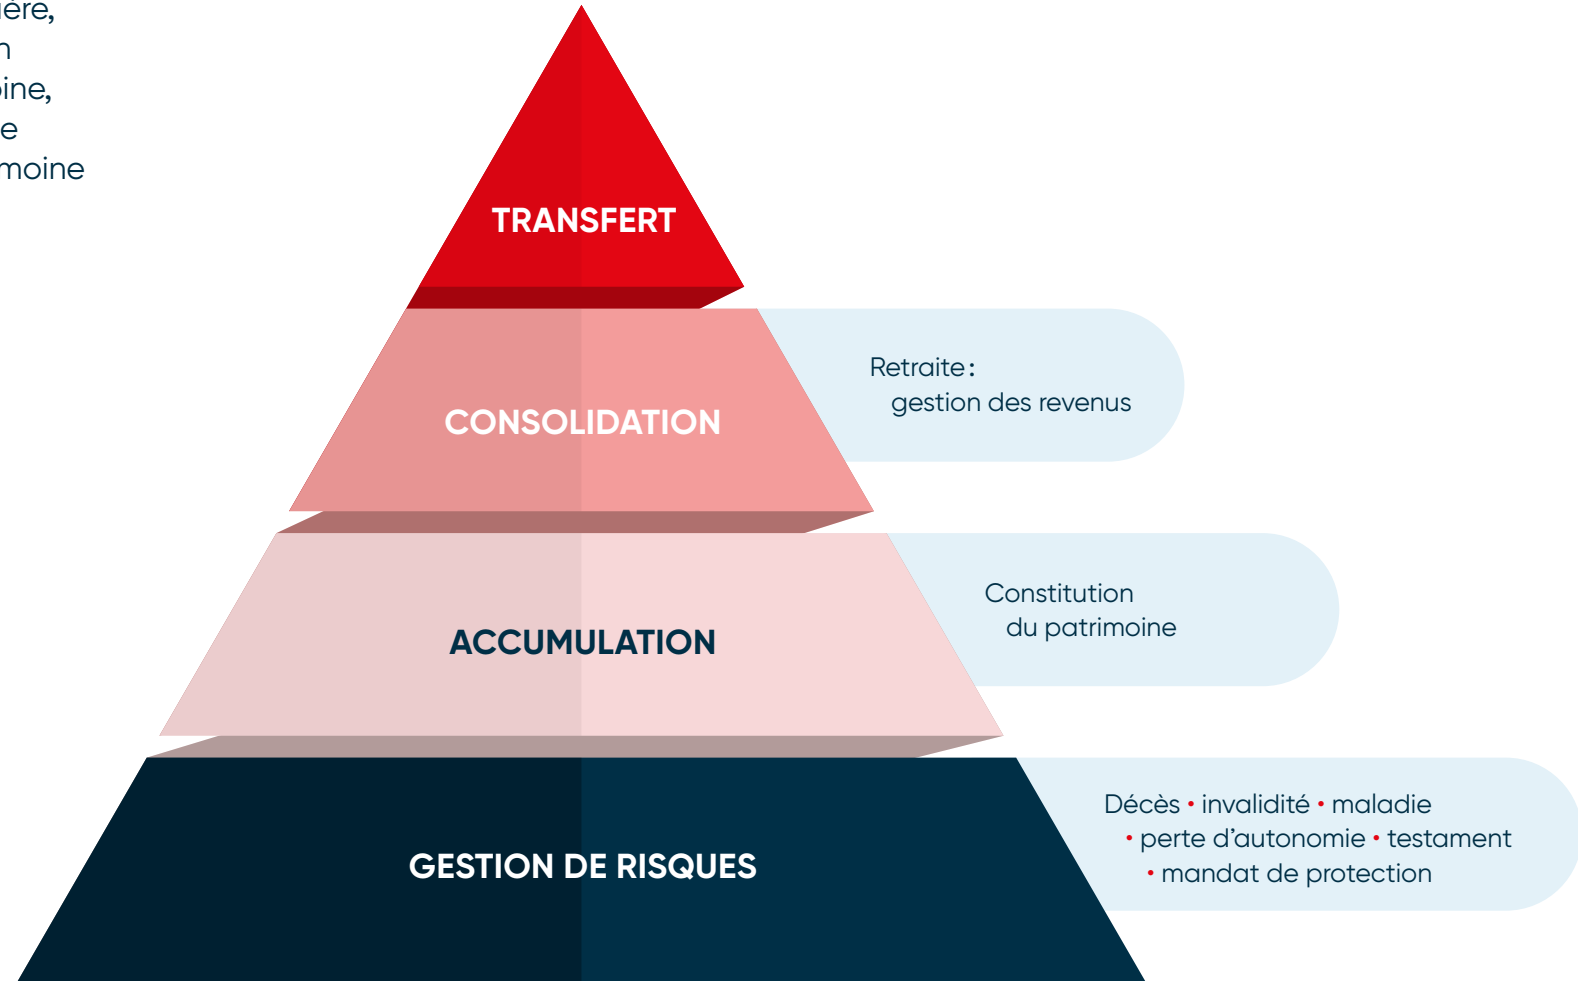 moine
TRANSFERT
CONSOLIDATION
Retraite :
gestion des revenus
ACCUMULATION
Constitution
du patrimoine
GESTION DE RISQUES
Décès • invalidité • maladie
• perte d’autonomie • testament
• mandat de protection